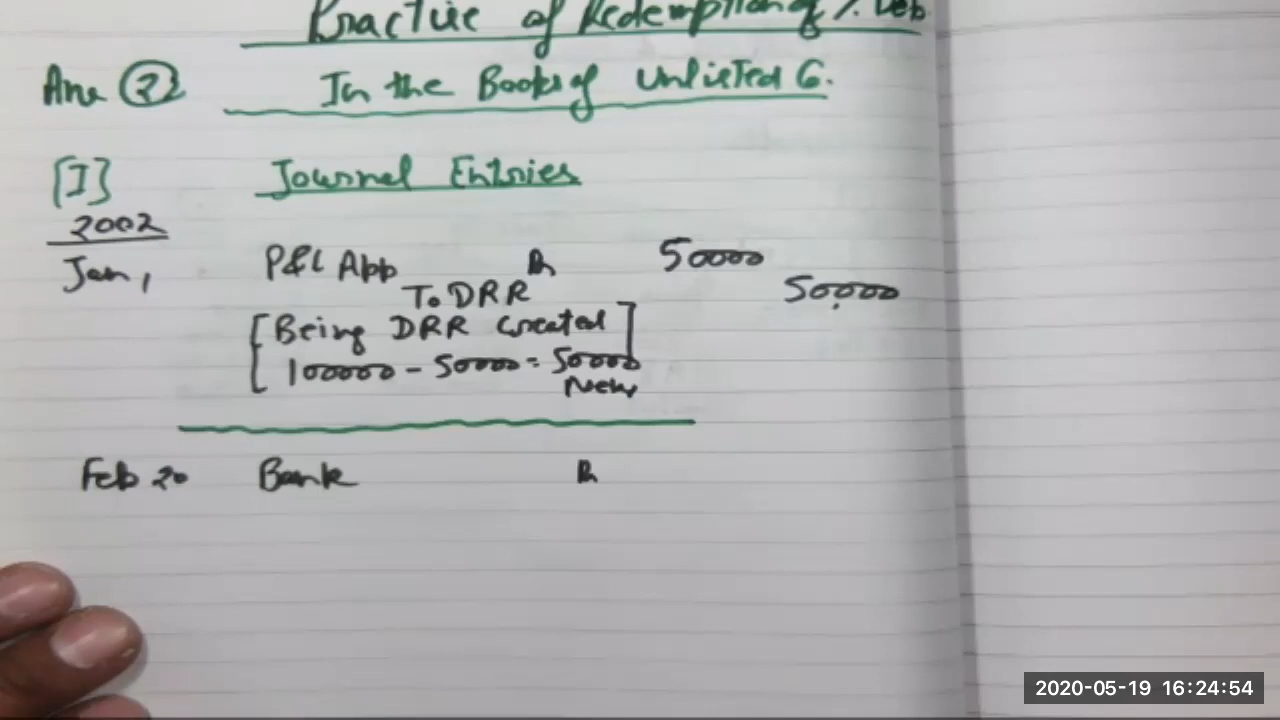 Practice of Redemption of % Deb
Ans 22 In the Books of Unlisted Co.
[I] Journal Entries
2002
Jan 1 P&L App Dr 50000
To DRR 50000
[Being DRR created]
[100000 - 50000 = 50000
New
Feb 20 Bank Dr
2020-05-19 16:24:54